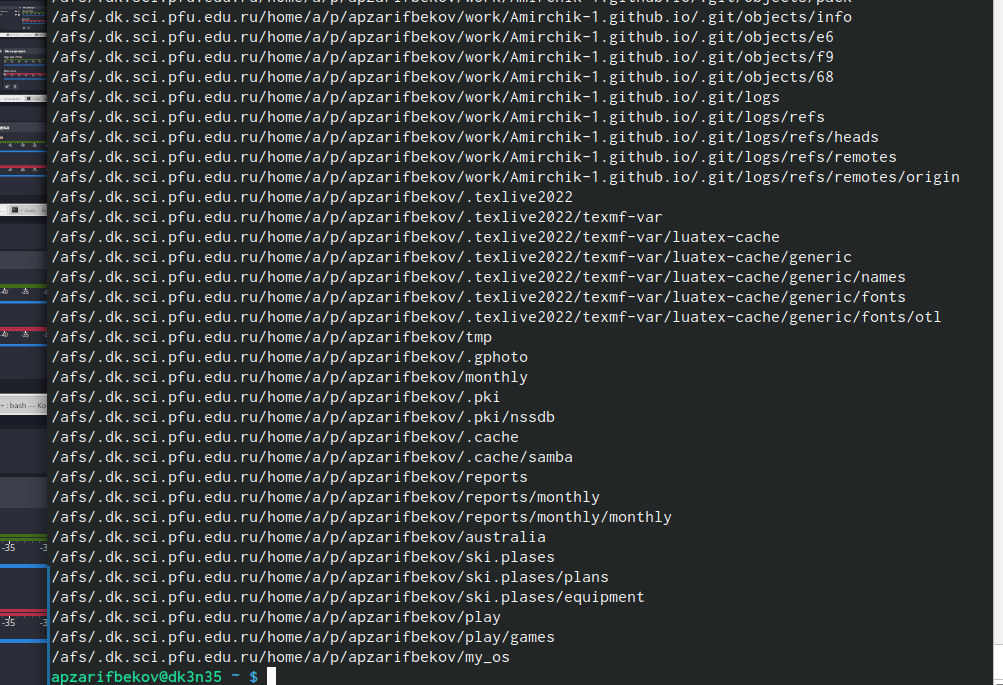 /afs/.dk.sci.pfu.edu.ru/home/a/p/apzarifbekov/work/Amirchik-1.github.io/.git/objects/pack
/afs/.dk.sci.pfu.edu.ru/home/a/p/apzarifbekov/work/Amirchik-1.github.io/.git/objects/info
/afs/.dk.sci.pfu.edu.ru/home/a/p/apzarifbekov/work/Amirchik-1.github.io/.git/objects/e6
/afs/.dk.sci.pfu.edu.ru/home/a/p/apzarifbekov/work/Amirchik-1.github.io/.git/objects/f9
/afs/.dk.sci.pfu.edu.ru/home/a/p/apzarifbekov/work/Amirchik-1.github.io/.git/objects/68
/afs/.dk.sci.pfu.edu.ru/home/a/p/apzarifbekov/work/Amirchik-1.github.io/.git/logs
/afs/.dk.sci.pfu.edu.ru/home/a/p/apzarifbekov/work/Amirchik-1.github.io/.git/logs/refs
/afs/.dk.sci.pfu.edu.ru/home/a/p/apzarifbekov/work/Amirchik-1.github.io/.git/logs/refs/heads
/afs/.dk.sci.pfu.edu.ru/home/a/p/apzarifbekov/work/Amirchik-1.github.io/.git/logs/refs/remotes
/afs/.dk.sci.pfu.edu.ru/home/a/p/apzarifbekov/work/Amirchik-1.github.io/.git/logs/refs/remotes/origin
/afs/.dk.sci.pfu.edu.ru/home/a/p/apzarifbekov/.texlive2022
/afs/.dk.sci.pfu.edu.ru/home/a/p/apzarifbekov/.texlive2022/texmf-var
/afs/.dk.sci.pfu.edu.ru/home/a/p/apzarifbekov/.texlive2022/texmf-var/luatex-cache
/afs/.dk.sci.pfu.edu.ru/home/a/p/apzarifbekov/.texlive2022/texmf-var/luatex-cache/generic
/afs/.dk.sci.pfu.edu.ru/home/a/p/apzarifbekov/.texlive2022/texmf-var/luatex-cache/generic/names
/afs/.dk.sci.pfu.edu.ru/home/a/p/apzarifbekov/.texlive2022/texmf-var/luatex-cache/generic/fonts
/afs/.dk.sci.pfu.edu.ru/home/a/p/apzarifbekov/.texlive2022/texmf-var/luatex-cache/generic/fonts/otl
/afs/.dk.sci.pfu.edu.ru/home/a/p/apzarifbekov/tmp
/afs/.dk.sci.pfu.edu.ru/home/a/p/apzarifbekov/.gphoto
/afs/.dk.sci.pfu.edu.ru/home/a/p/apzarifbekov/monthly
/afs/.dk.sci.pfu.edu.ru/home/a/p/apzarifbekov/.pki
/afs/.dk.sci.pfu.edu.ru/home/a/p/apzarifbekov/.pki/nssdb
/afs/.dk.sci.pfu.edu.ru/home/a/p/apzarifbekov/.cache
/afs/.dk.sci.pfu.edu.ru/home/a/p/apzarifbekov/.cache/samba
/afs/.dk.sci.pfu.edu.ru/home/a/p/apzarifbekov/reports
/afs/.dk.sci.pfu.edu.ru/home/a/p/apzarifbekov/reports/monthly
/afs/.dk.sci.pfu.edu.ru/home/a/p/apzarifbekov/reports/monthly/monthly
/afs/.dk.sci.pfu.edu.ru/home/a/p/apzarifbekov/australia
/afs/.dk.sci.pfu.edu.ru/home/a/p/apzarifbekov/ski.plases
/afs/.dk.sci.pfu.edu.ru/home/a/p/apzarifbekov/ski.plases/plans
/afs/.dk.sci.pfu.edu.ru/home/a/p/apzarifbekov/ski.plases/equipment
/afs/.dk.sci.pfu.edu.ru/home/a/p/apzarifbekov/play
/afs/.dk.sci.pfu.edu.ru/home/a/p/apzarifbekov/play/games
/afs/.dk.sci.pfu.edu.ru/home/a/p/apzarifbekov/my_os
apzarifbekov@dk3n35 ~ $
-40 -35
-40 -35
~ : bash — Ko
-35
-35